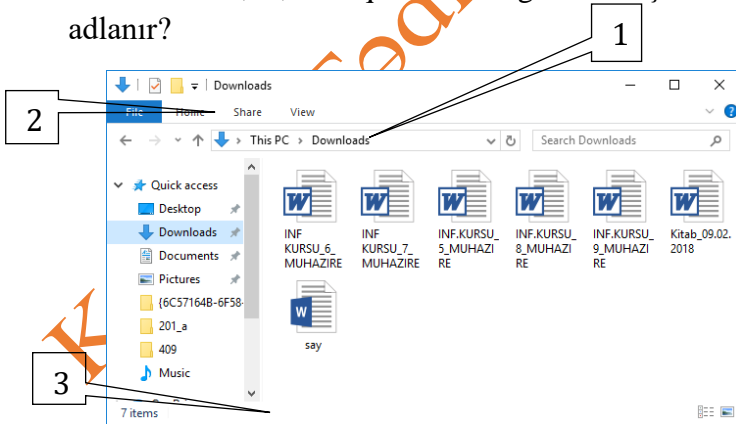 adlanır?
1
Downloads
2
File Home Share View
This PC Downloads
Search Downloads
Quick access
Desktop
Downloads
Documents
Pictures
{6C57164B-6F58-
201_a
409
Music
INF
KURSU_6_
MUHAZIRE
INF
KURSU_7_
MUHAZIRE
INF.KURSU_
5_MUHAZI
RE
INF.KURSU_
8_MUHAZI
RE
INF.KURSU_
9_MUHAZI
RE
Kitab_09.02.
2018
say
3
7 items